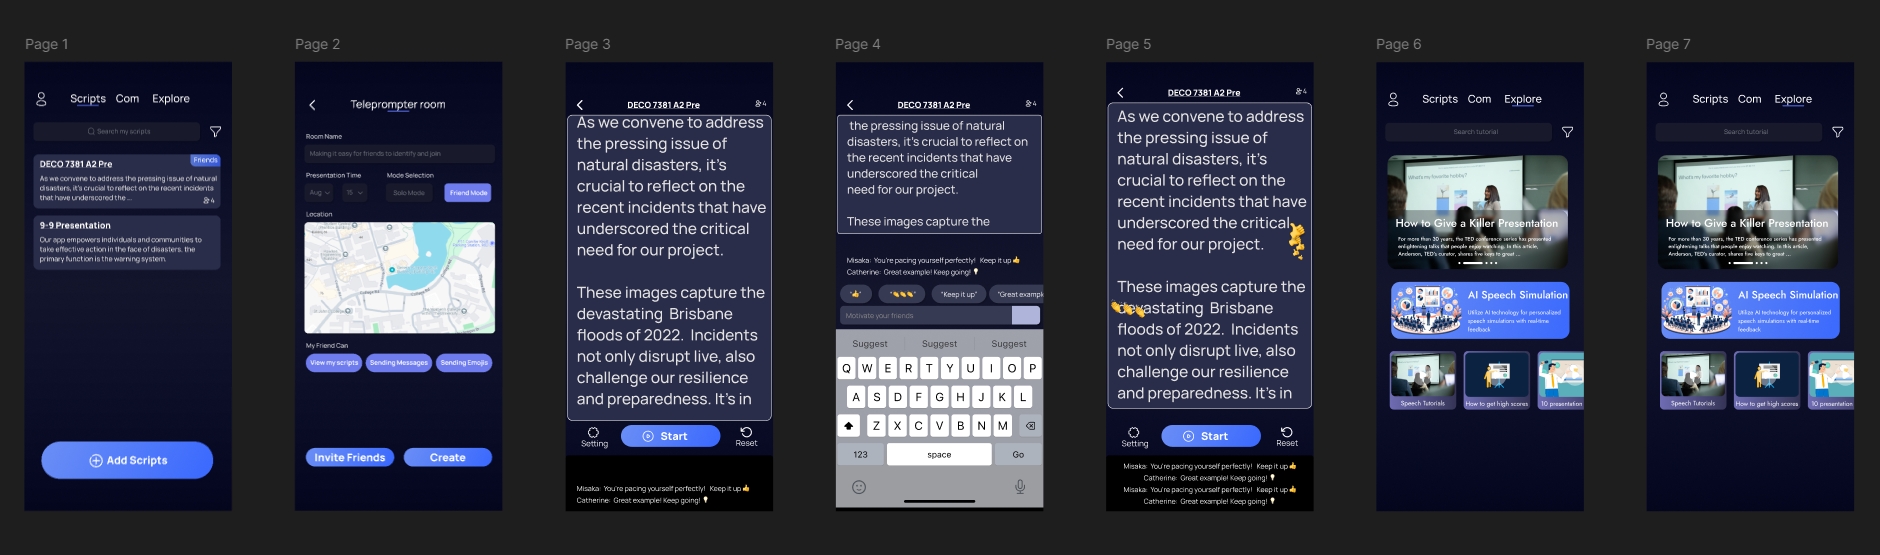 Page 1
Scripts Com Explore
Search my scripts
DECO 7381 A2 Pre
Friends
As we convene to address the pressing issue of natural
disasters, it's crucial to reflect on the recent incidents
that have underscored the ...
4
9-9 Presentation
Our app empowers individuals and communities to
take effective action in the face of disasters. the
primary function is the warning system.
Add Scripts
Page 2
Teleprompter room
Room Name
Making it easy for friends to identify and join
Presentation Time
Mode Selection
Aug
15
Solo Mode
Friend Mode
Location
My Friend Can
View my scripts
Sending Messages
Sending Emojis
Invite Friends
Create
Page 3
DECO 7381 A2 Pre
4
As we convene to address
the pressing issue of
natural disasters, it's
crucial to reflect on the
recent incidents that have
underscored the critical
need for our project.
These images capture the
devastating Brisbane
floods of 2022. Incidents
not only disrupt live, also
challenge our resilience
and preparedness. It's in
Setting
Start
Reset
Misaka: You're pacing yourself perfectly! Keep it up👍
Catherine: Great example! Keep going!💡
Page 4
DECO 7381 A2 Pre
4
the pressing issue of natural
disasters, it's crucial to reflect on
the recent incidents that have
underscored the critical
need for our project.
These images capture the
Misaka: You're pacing yourself perfectly! Keep it up👍
Catherine: Great example! Keep going!💡
"👍"
"👏👏👏"
"Keep it up"
"Great exampl
Motivate your friends
Suggest Suggest Suggest
Q W E R T Y U I O P
A S D F G H J K L
Z X C V B N M
123 space Go
Page 5
DECO 7381 A2 Pre
4
As we convene to address
the pressing issue of
natural disasters, it's
crucial to reflect on the
recent incidents that have
underscored the critical
need for our project.
These images capture the
devastating Brisbane
floods of 2022. Incidents
not only disrupt live, also
challenge our resilience
and preparedness. It's in
Setting
Start
Reset
Misaka: You're pacing yourself perfectly! Keep it up👍
Catherine: Great example! Keep going!💡
Misaka: You're pacing yourself perfectly! Keep it up👍
Catherine: Great example! Keep going!💡
Page 6
Scripts Com Explore
Search tutorial
What's my favorite hobby?
How to Give a Killer Presentation
For more than 30 years, the TED conference series has presented
enlightening talks that people enjoy watching. In this article,
Anderson, TED's curator, shares five keys to great ...
AI Speech Simulation
Utilize AI technology for personalized
speech simulations with real-time
feedback
Speech Tutorials
How to get high scores
10 presentation
Page 7
Scripts Com Explore
Search tutorial
What's my favorite hobby?
How to Give a Killer Presentation
For more than 30 years, the TED conference series has presented
enlightening talks that people enjoy watching. In this article,
Anderson, TED's curator, shares five keys to great ...
AI Speech Simulation
Utilize AI technology for personalized
speech simulations with real-time
feedback
Speech Tutorials
How to get high scores
10 presentation